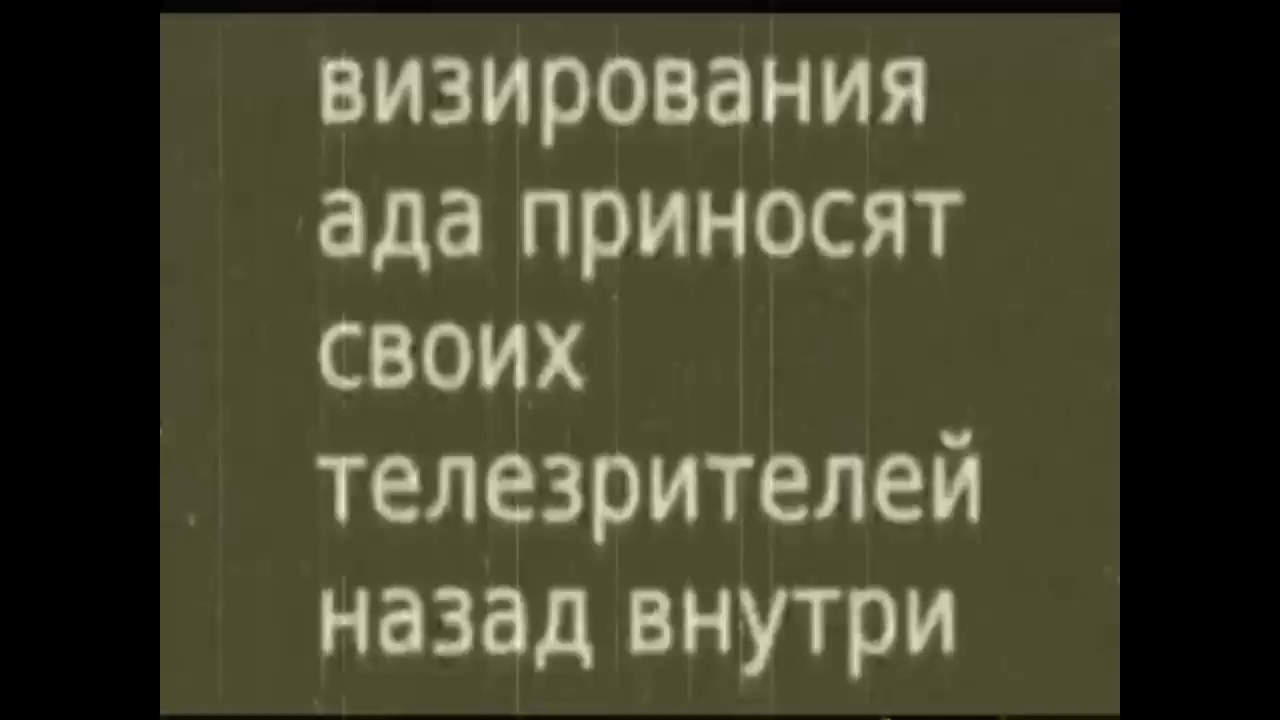 визирования
ада приносят
своих
телезрителей
назад внутри